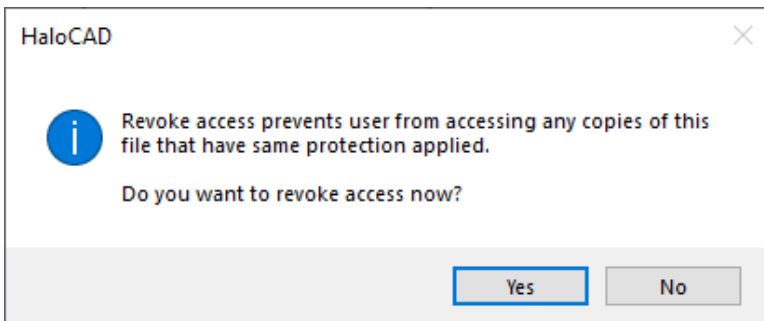 HaloCAD
Revoke access prevents user from accessing any copies of this
file that have same protection applied.
Do you want to revoke access now?
Yes
No